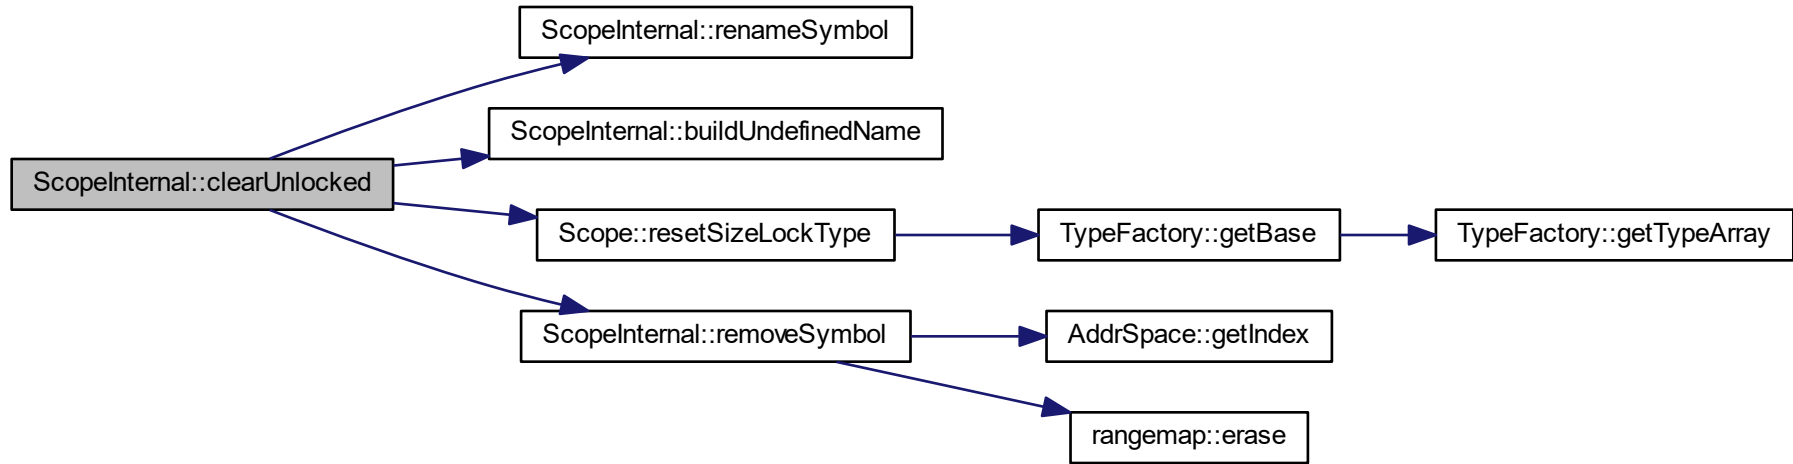 ScopeInternal::renameSymbol
ScopeInternal::buildUndefinedName
ScopeInternal::clearUnlocked
Scope::resetSizeLockType
TypeFactory::getBase
TypeFactory::getTypeArray
ScopeInternal::removeSymbol
AddrSpace::getIndex
rangemap::erase